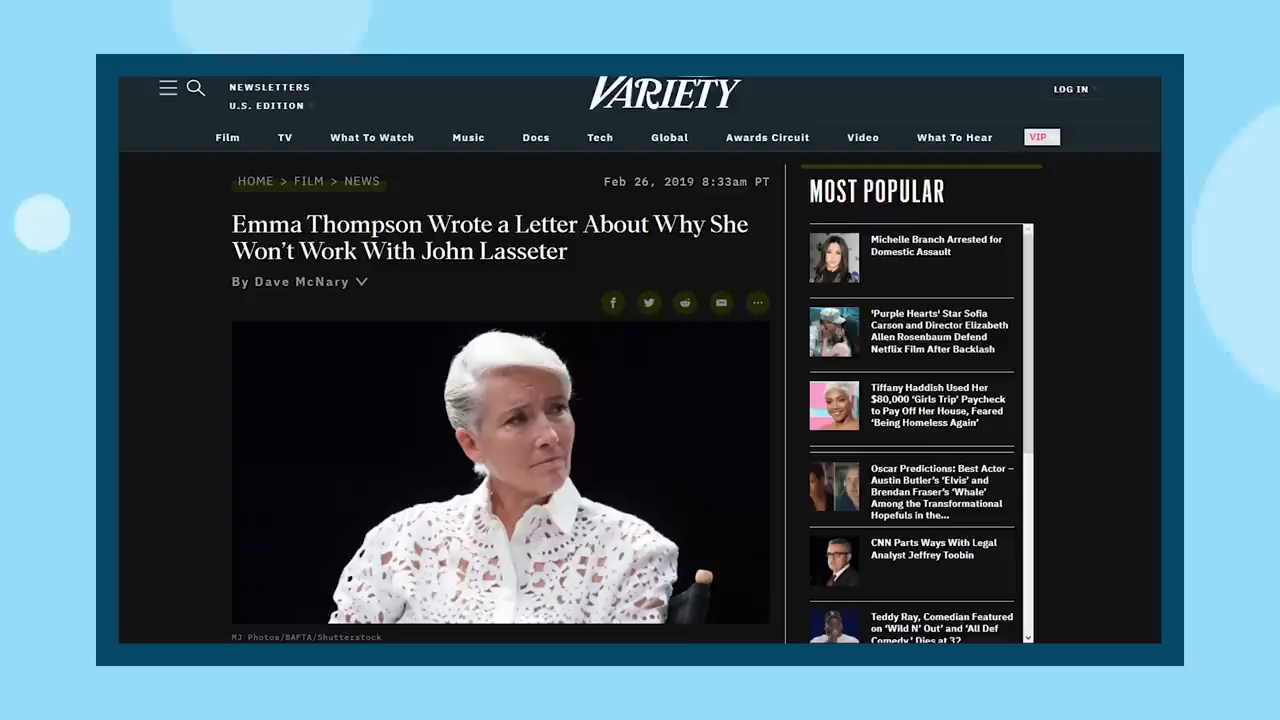 NEWSLETTERS
U.S. EDITION
VARIETY
LOG IN
Film TV What To Watch Music Docs Tech Global Awards Circuit Video What To Hear VIP
HOME > FILM > NEWS
Feb 26, 2019 8:33am PT
Emma Thompson Wrote a Letter About Why She
Won't Work With John Lasseter
By Dave McNary
MJ Photos/BAFTA/Shutterstock
MOST POPULAR
Michelle Branch Arrested for
Domestic Assault
'Purple Hearts' Star Sofia
Carson and Director Elizabeth
Allen Rosenbaum Defend
Netflix Film After Backlash
Tiffany Haddish Used Her
$80,000 'Girls Trip' Paycheck
to Pay Off Her House, Feared
'Being Homeless Again'
Oscar Predictions: Best Actor –
Austin Butler's 'Elvis' and
Brendan Fraser's 'Whale'
Among the Transformational
Hopefuls in the...
CNN Parts Ways With Legal
Analyst Jeffrey Toobin
Teddy Ray, Comedian Featured
on 'Wild N' Out' and 'All Def
Comedy,' Dies at 32